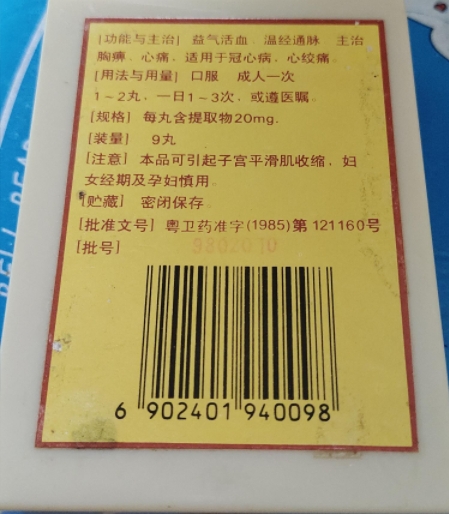 [功能与主治] 益气活血、温经通脉 主治
胸痹、心痛，适用于冠心病，心绞痛。
[用法与用量] 口服 成人一次
1～2丸，一日1～3次，或遵医嘱。
[规格] 每丸含提取物20mg.
[装量] 9丸
[注意] 本品可引起子宫平滑肌收缩，妇
女经期及孕妇慎用。
[贮藏] 密闭保存。
[批准文号] 粤卫药准字(1985)第121160号
[批号]
6 902401 940098